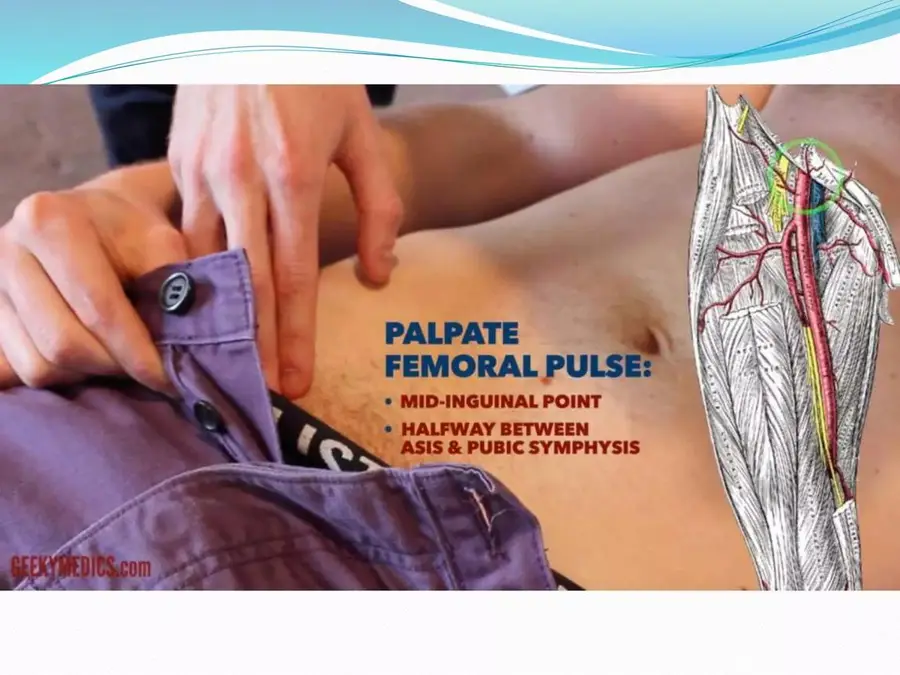 PALPATE
FEMORAL PULSE:
• MID-INGUINAL POINT
• HALFWAY BETWEEN
ASIS & PUBIC SYMPHYSIS
GEEKYMEDICS.com